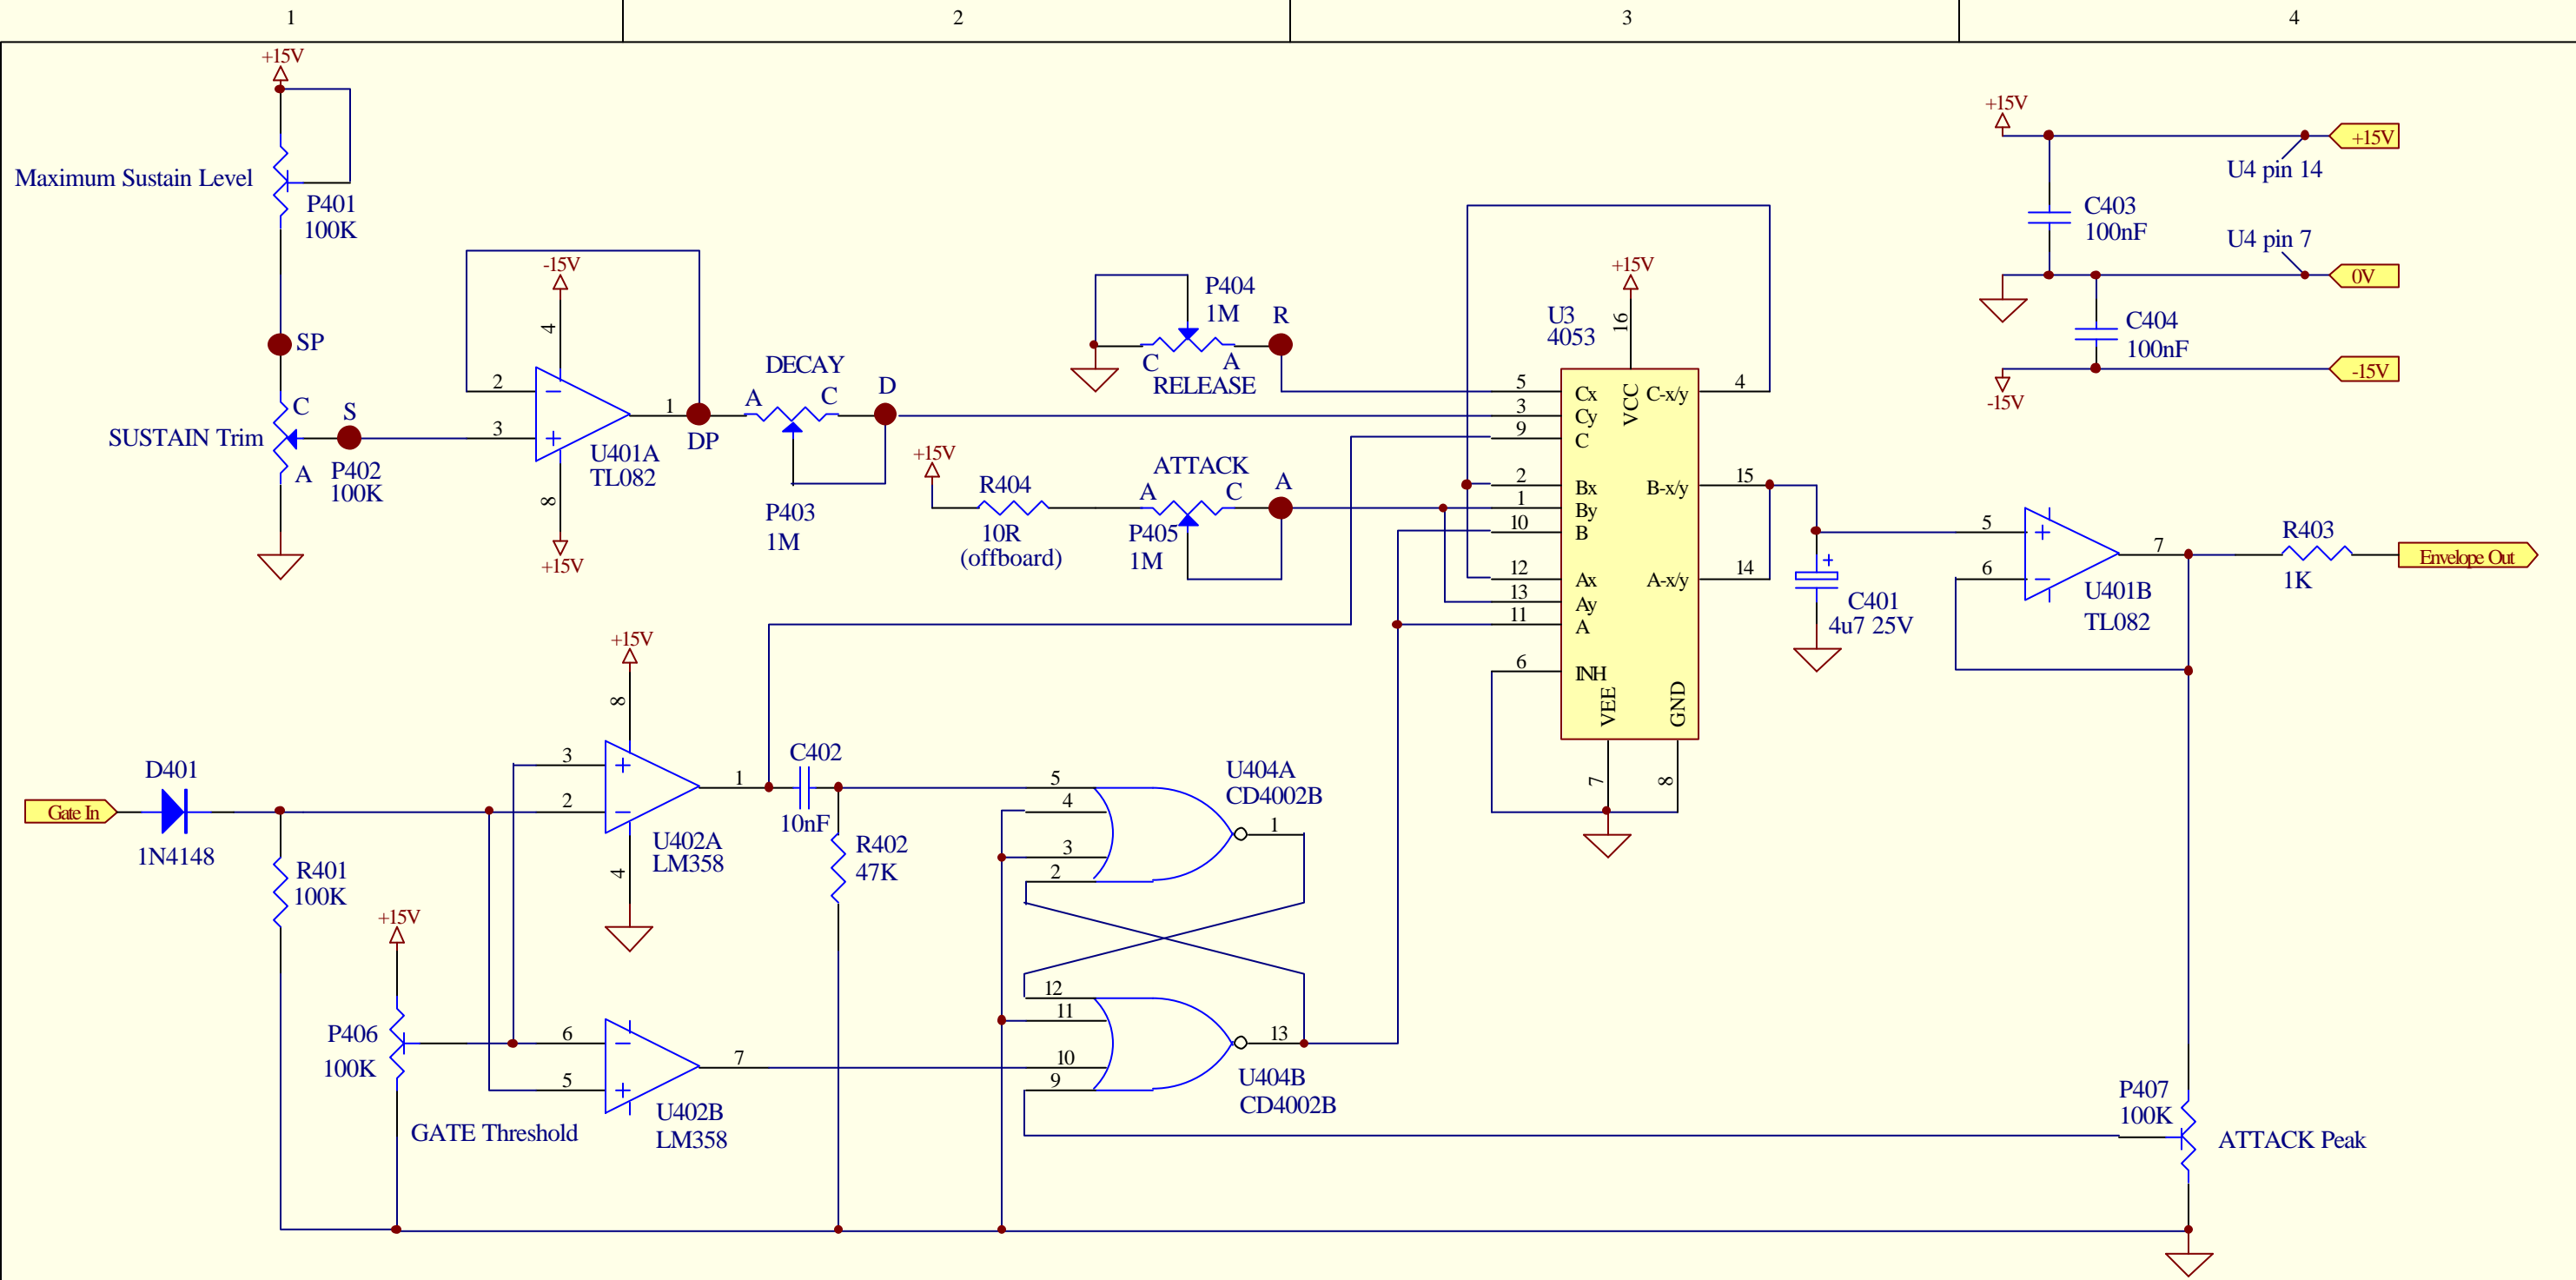 1
2
3
4
+15V
Maximum Sustain Level
P401
100K
SP
C
S
SUSTAIN Trim
A
P402
100K
-15V
4
2
3
1
8
U401A
TL082
+15V
DP
DECAY
A
C
D
P403
1M
P404
1M
R
C
A
RELEASE
+15V
R404
10R
(offboard)
ATTACK
A
C
A
P405
1M
U3
4053
+15V
16
VCC
5
Cx
3
Cy
9
C
2
Bx
1
By
10
B
12
Ax
13
Ay
11
A
6
INH
VEE
GND
7
8
C-x/y
4
B-x/y
15
A-x/y
14
+15V
+15V
U4 pin 14
C403
100nF
U4 pin 7
0V
C404
100nF
-15V
-15V
C401
4u7 25V
5
6
7
U401B
TL082
R403
1K
Envelope Out
Gate In
D401
1N4148
R401
100K
+15V
8
3
2
1
4
U402A
LM358
C402
10nF
R402
47K
+15V
P406
100K
GATE Threshold
6
5
7
U402B
LM358
5
4
3
2
1
U404A
CD4002B
12
11
10
9
13
U404B
CD4002B
P407
100K
ATTACK Peak